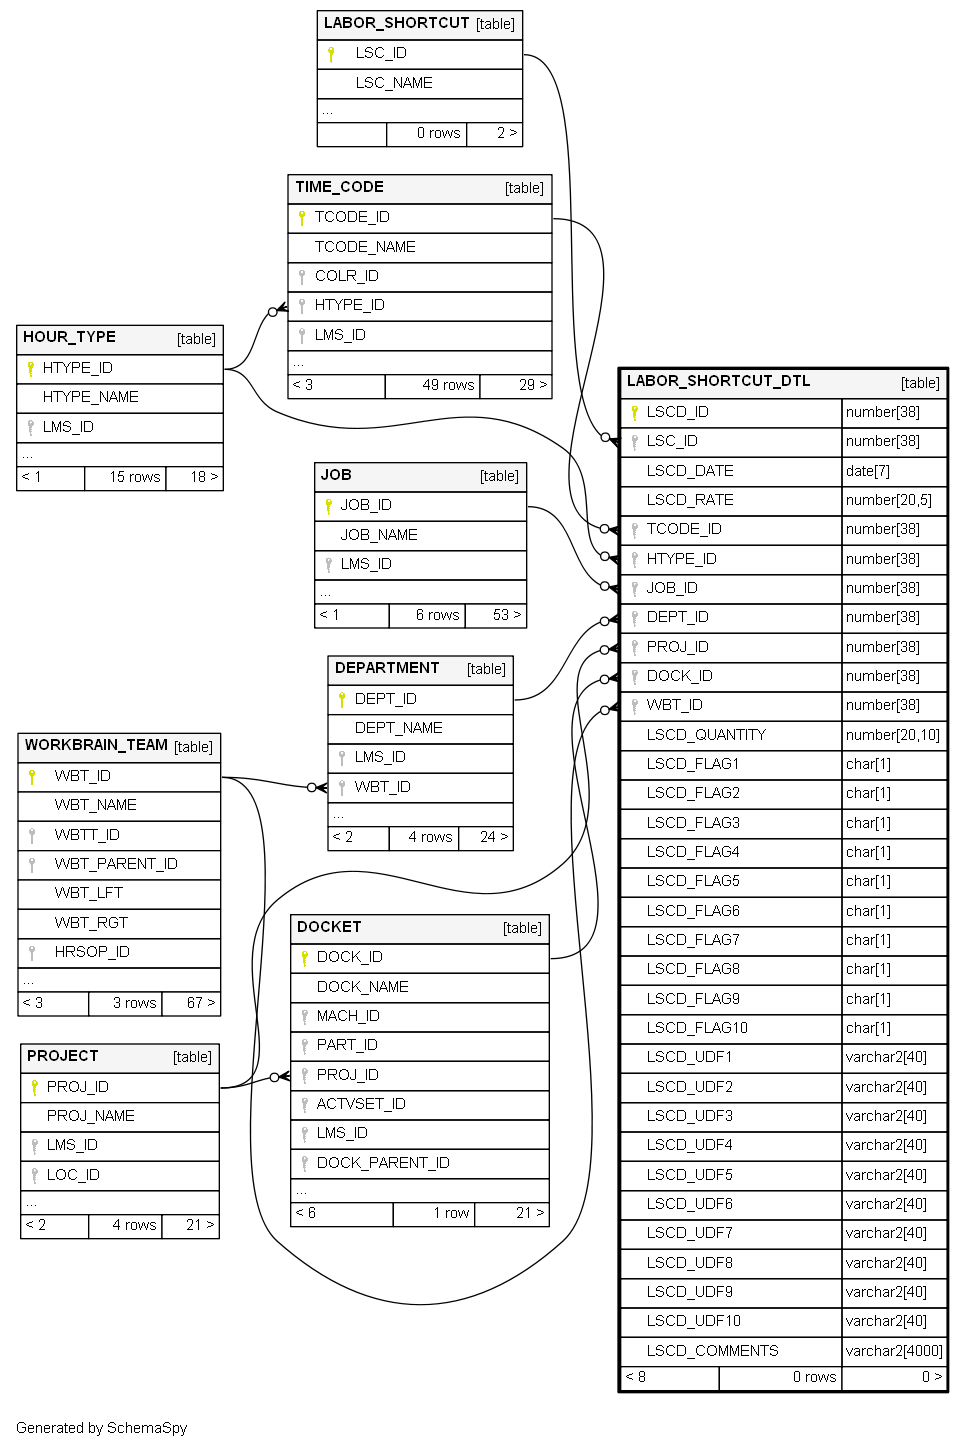 LABOR_SHORTCUT [table]
LSC_ID
LSC_NAME
...
0 rows 2 >
TIME_CODE [table]
TCODE_ID
TCODE_NAME
COLR_ID
HTYPE_ID
LMS_ID
...
< 3 49 rows 29 >
HOUR_TYPE [table]
HTYPE_ID
HTYPE_NAME
LMS_ID
...
< 1 15 rows 18 >
JOB [table]
JOB_ID
JOB_NAME
LMS_ID
...
< 1 6 rows 53 >
DEPARTMENT [table]
DEPT_ID
DEPT_NAME
LMS_ID
WBT_ID
...
< 2 4 rows 24 >
WORKBRAIN_TEAM [table]
WBT_ID
WBT_NAME
WBTT_ID
WBT_PARENT_ID
WBT_LFT
WBT_RGT
HRSOP_ID
...
< 3 3 rows 67 >
DOCKET [table]
DOCK_ID
DOCK_NAME
MACH_ID
PART_ID
PROJ_ID
ACTVSET_ID
LMS_ID
DOCK_PARENT_ID
...
< 6 1 row 21 >
PROJECT [table]
PROJ_ID
PROJ_NAME
LMS_ID
LOC_ID
...
< 2 4 rows 21 >
LABOR_SHORTCUT_DTL [table]
LSCD_ID number[38]
LSC_ID number[38]
LSCD_DATE date[7]
LSCD_RATE number[20,5]
TCODE_ID number[38]
HTYPE_ID number[38]
JOB_ID number[38]
DEPT_ID number[38]
PROJ_ID number[38]
DOCK_ID number[38]
WBT_ID number[38]
LSCD_QUANTITY number[20,10]
LSCD_FLAG1 char[1]
LSCD_FLAG2 char[1]
LSCD_FLAG3 char[1]
LSCD_FLAG4 char[1]
LSCD_FLAG5 char[1]
LSCD_FLAG6 char[1]
LSCD_FLAG7 char[1]
LSCD_FLAG8 char[1]
LSCD_FLAG9 char[1]
LSCD_FLAG10 char[1]
LSCD_UDF1 varchar2[40]
LSCD_UDF2 varchar2[40]
LSCD_UDF3 varchar2[40]
LSCD_UDF4 varchar2[40]
LSCD_UDF5 varchar2[40]
LSCD_UDF6 varchar2[40]
LSCD_UDF7 varchar2[40]
LSCD_UDF8 varchar2[40]
LSCD_UDF9 varchar2[40]
LSCD_UDF10 varchar2[40]
LSCD_COMMENTS varchar2[4000]
< 8 0 rows 0 >
Generated by SchemaSpy